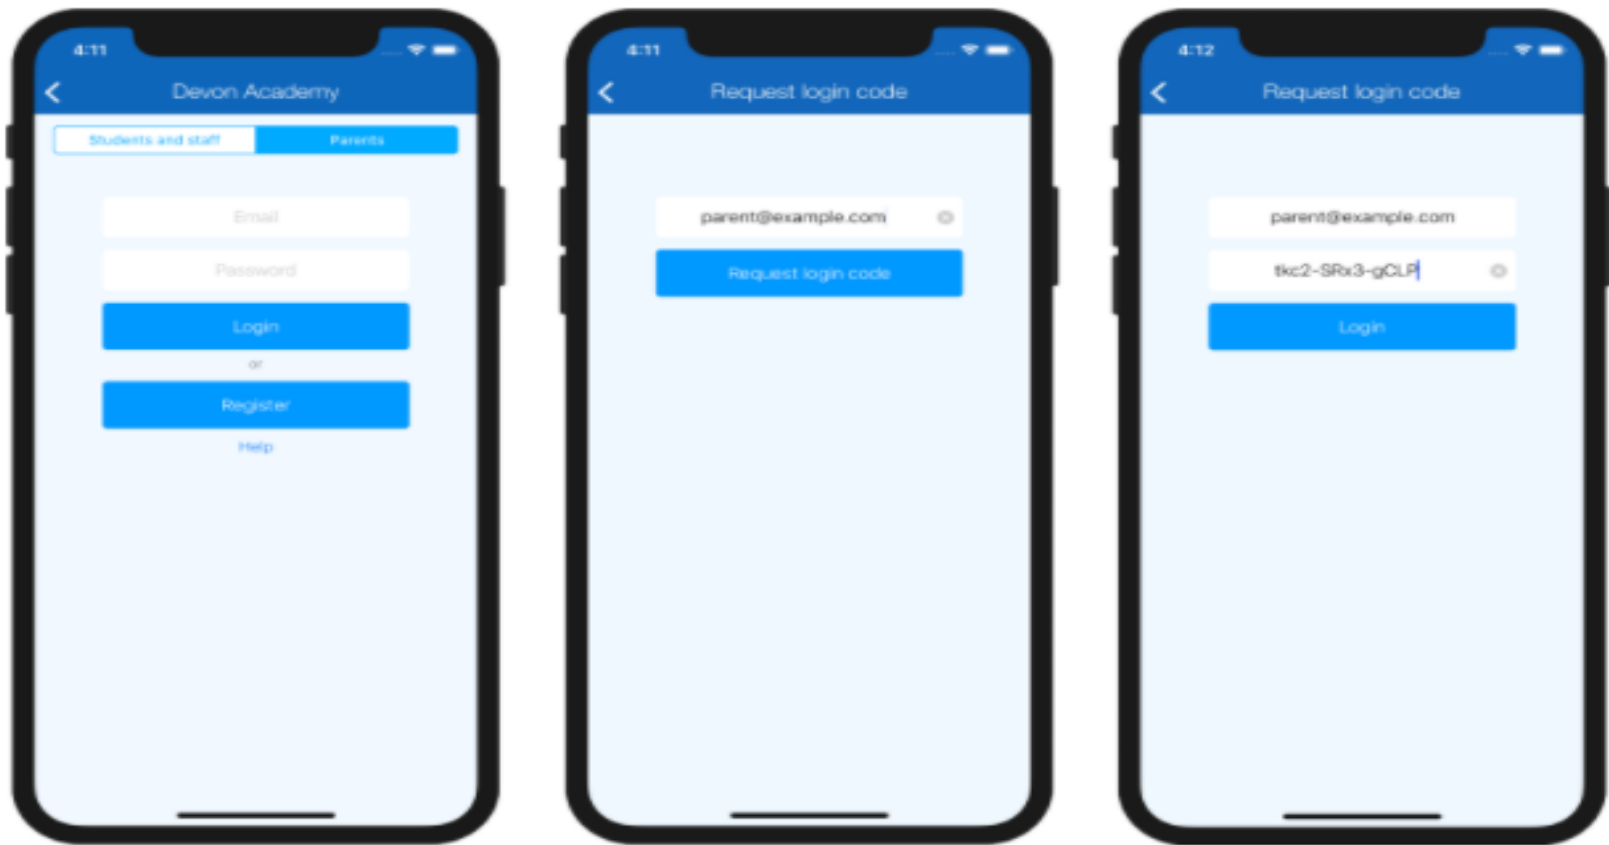 4:11
Devon Academy
Students and staff Parents
Email
Password
Login
or
Register
Help
4:11
Request login code
parent@example.com
Request login code
4:12
Request login code
parent@example.com
tkc2-SRx3-gCLP
Login